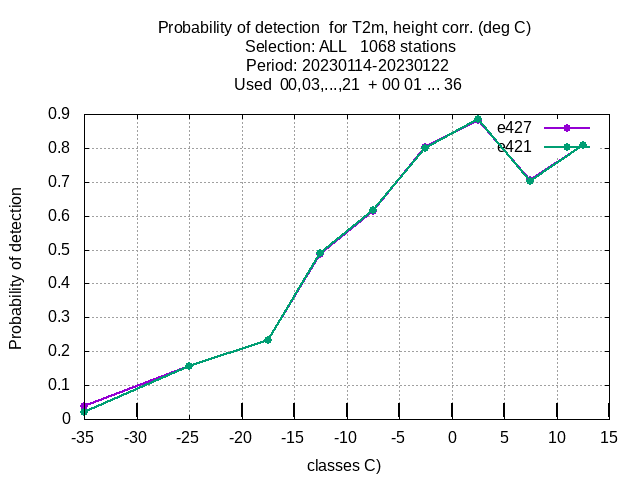 Probability of detection  for T2m, height corr. (deg C)
Selection: ALL   1068 stations
Period: 20230114-20230122
Used  00,03,...,21  + 00 01 ... 36
e427
e421
Probability of detection
0.9
0.8
0.7
0.6
0.5
0.4
0.3
0.2
0.1
0
-35 -30 -25 -20 -15 -10 -5 0 5 10 15
classes C)